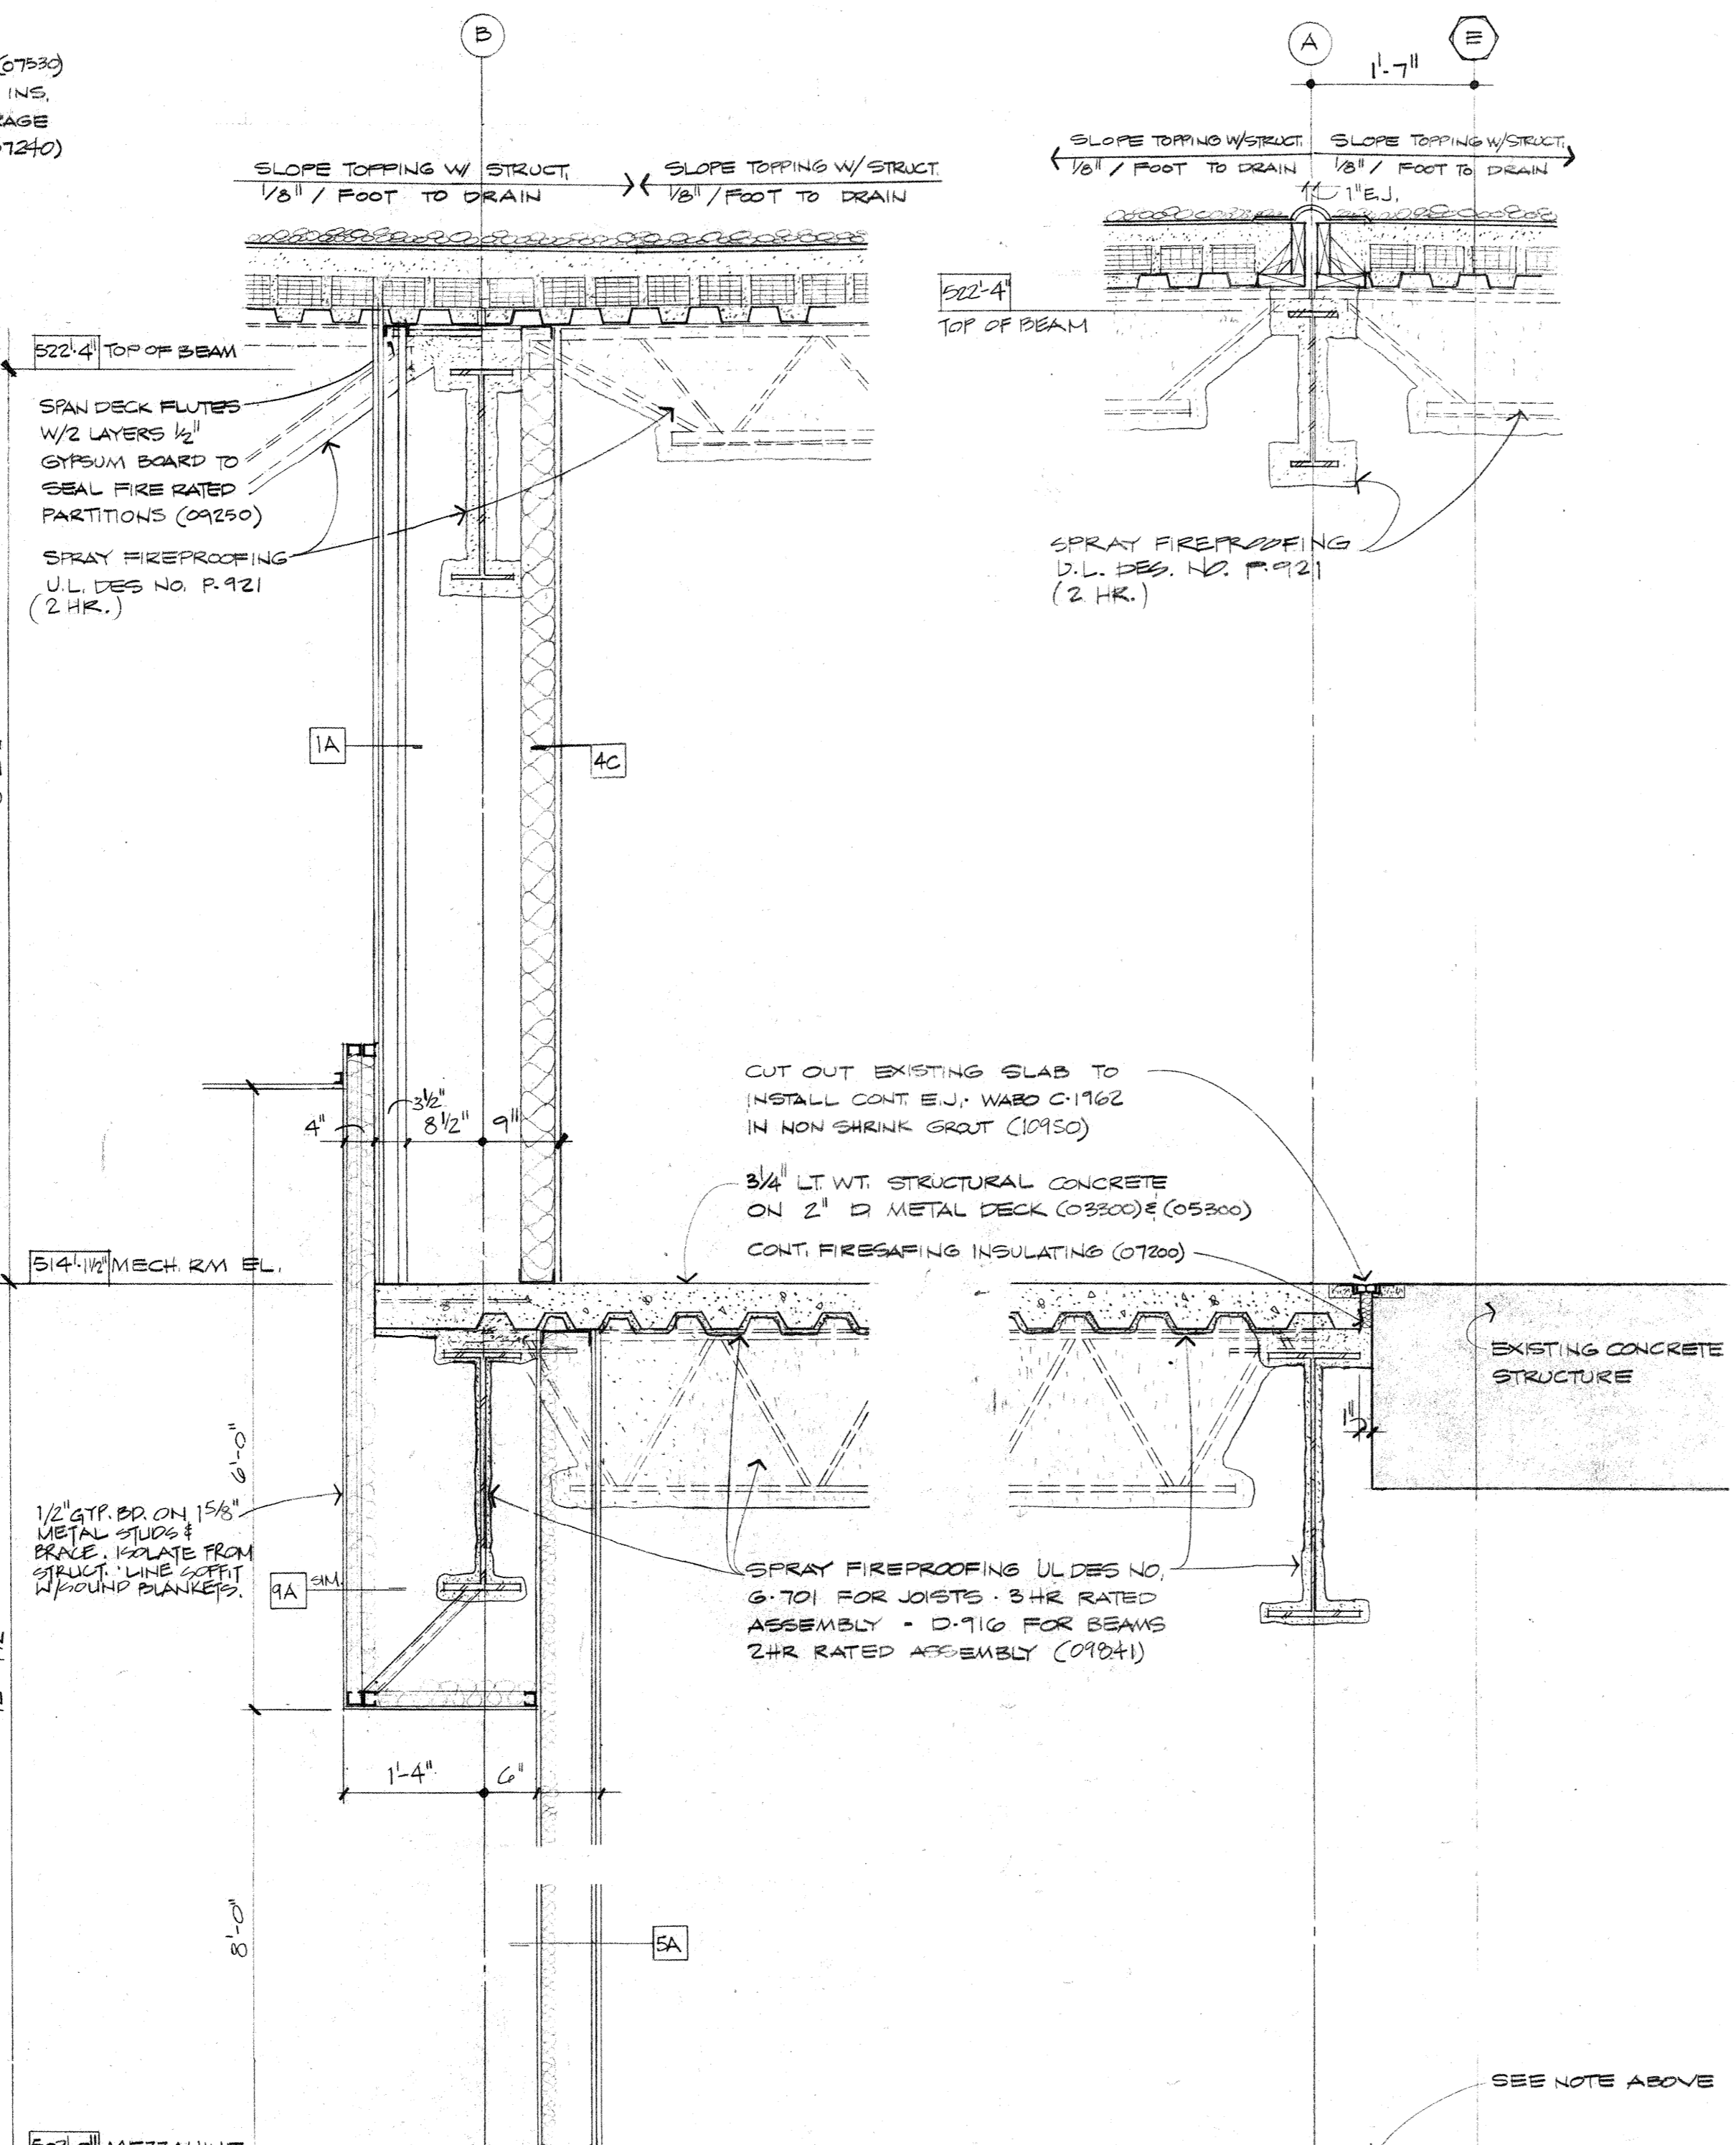 B
A
E
1'-7"
(07530)
INS.
07240)
SLOPE TOPPING W/ STRUCT.
1/8" / FOOT TO DRAIN
SLOPE TOPPING W/ STRUCT.
1/8" / FOOT TO DRAIN
SLOPE TOPPING W/STRUCT.
1/8" / FOOT TO DRAIN
SLOPE TOPPING W/STRUCT.
1/8" / FOOT TO DRAIN
1" E.J.
522'-4" TOP OF BEAM
522'-4"
TOP OF BEAM
SPAN DECK FLUTES
W/2 LAYERS 1/2"
GYPSUM BOARD TO
SEAL FIRE RATED
PARTITIONS (09250)
SPRAY FIREPROOFING
U.L. DES NO. P-921
(2 HR.)
SPRAY FIREPROOFING
U.L. DES. NO. P-921
(2 HR.)
1A
4C
4"
3 1/2"
8 1/2"
9"
CUT OUT EXISTING SLAB TO
INSTALL CONT. E.J. - WABO C-1962
IN NON SHRINK GROUT (10950)
3 1/4" LT. WT. STRUCTURAL CONCRETE
ON 2" D METAL DECK (03300) & (05300)
CONT. FIRESAFING INSULATING (07200)
514'-1 1/2" MECH. RM EL.
EXISTING CONCRETE
STRUCTURE
1"
6'-0"
1/2" GYP. BD. ON 1 5/8"
METAL STUDS &
BRACE. ISOLATE FROM
STRUCT. LINE SOFFIT
W/SOUND BLANKETS.
9A SIM.
SPRAY FIREPROOFING UL DES NO.
G-701 FOR JOISTS - 3 HR RATED
ASSEMBLY - D-916 FOR BEAMS
2HR RATED ASSEMBLY (09841)
1'-4"
6"
8'-0"
5A
SEE NOTE ABOVE
MEZZANINE